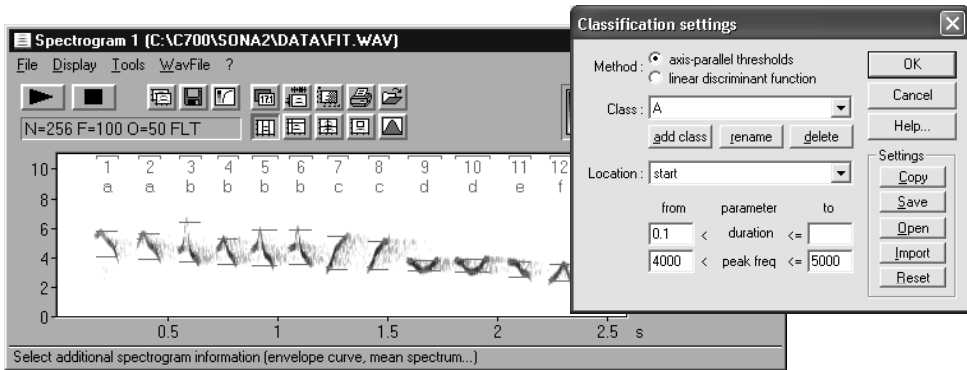 Spectrogram 1 (C:\C700\SONA2\DATA\FIT.WAV)
File Display Tools WavFile ?
N=256 F=100 O=50 FLT
10
8
6
4
2
0
1 2 3 4 5 6 7 8 9 10 11 12
a a b b b b c c d d e f
0.5 1 1.5 2 2.5 s
Select additional spectrogram information (envelope curve, mean spectrum...)
Classification settings
Method : axis-parallel thresholds
linear discriminant function
Class : A
add class rename delete
Location : start
from parameter to
0.1 < duration <=
4000 < peak freq <= 5000
OK
Cancel
Help...
Settings
Copy
Save
Open
Import
Reset